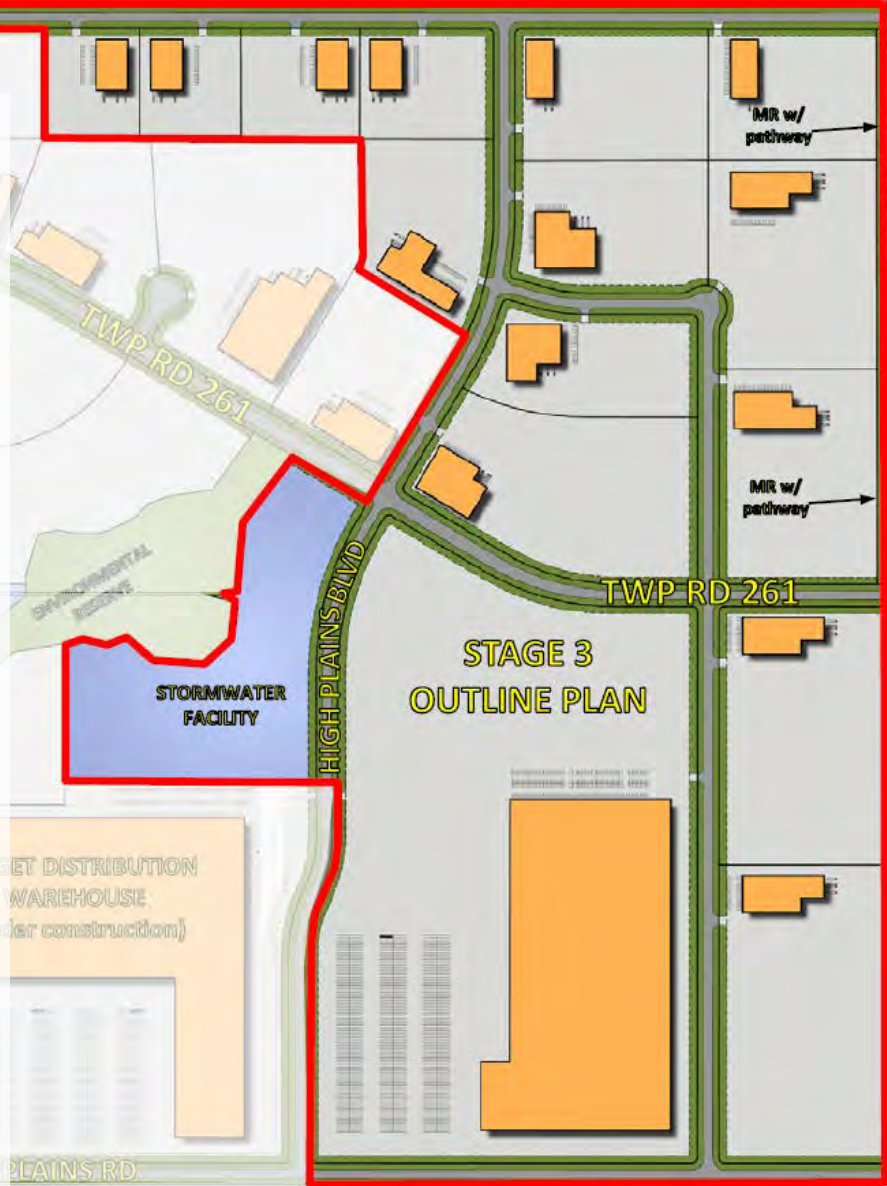 MR w/
pathway
TWP RD 261
MR w/
pathway
ENVIRONMENTAL
RESERVE
HIGH PLAINS BLVD
TWP RD 261
STAGE 3
OUTLINE PLAN
STORMWATER
FACILITY
GET DISTRIBUTION
WAREHOUSE
der construction)
PLAINS RD